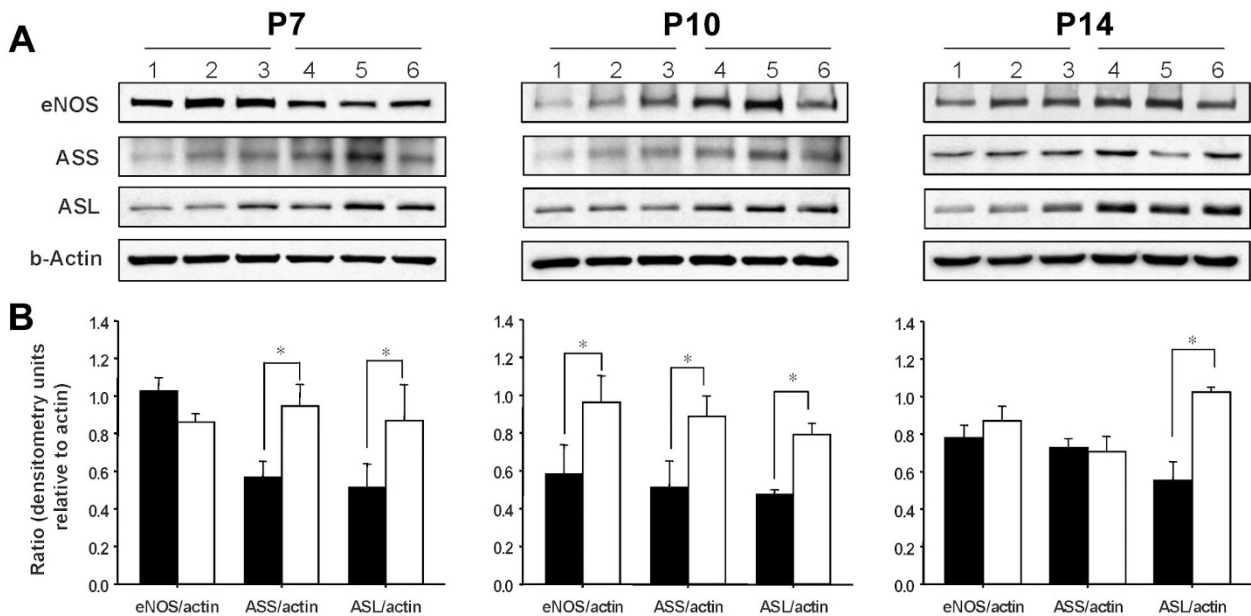 A
P7
P10
P14
1 2 3 4 5 6
1 2 3 4 5 6
1 2 3 4 5 6
eNOS
ASS
ASL
b-Actin
B
Ratio (densitometry units
relative to actin)
1.4
1.2
1.0
0.8
0.6
0.4
0.2
0.0
* *
eNOS/actin ASS/actin ASL/actin
1.4
1.2
1.0
0.8
0.6
0.4
0.2
0.0
* * *
eNOS/actin ASS/actin ASL/actin
1.4
1.2
1.0
0.8
0.6
0.4
0.2
0.0
*
eNOS/actin ASS/actin ASL/actin